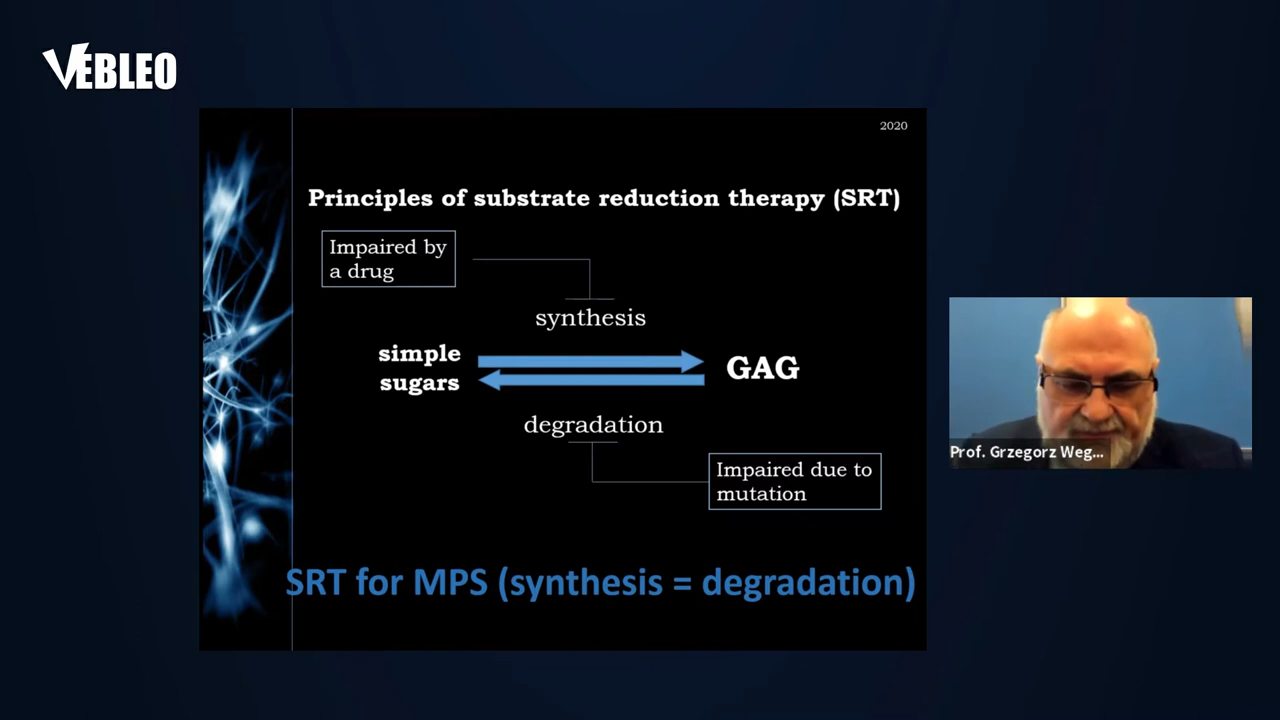 VEBLEO
2020
Principles of substrate reduction therapy (SRT)
Impaired by
a drug
synthesis
simple
sugars
GAG
degradation
Impaired due to
mutation
SRT for MPS (synthesis = degradation)
Prof. Grzegorz Weg...